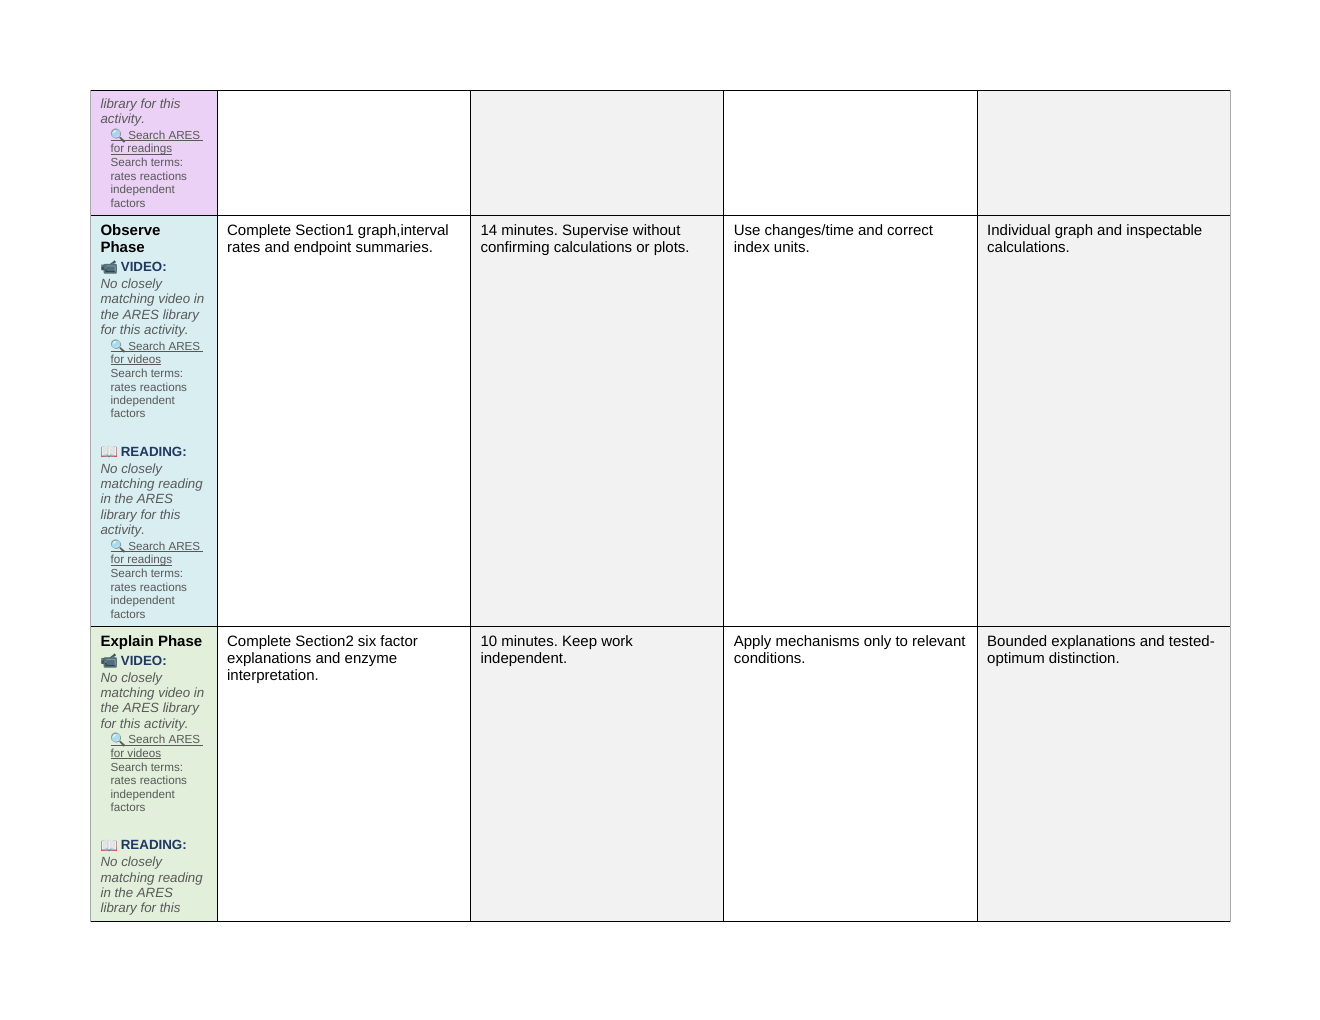 library for this
activity.
🔍 Search ARES
for readings
Search terms:
rates reactions
independent
factors
Observe
Phase
📹 VIDEO:
No closely
matching video in
the ARES library
for this activity.
🔍 Search ARES
for videos
Search terms:
rates reactions
independent
factors
📖 READING:
No closely
matching reading
in the ARES
library for this
activity.
🔍 Search ARES
for readings
Search terms:
rates reactions
independent
factors
Complete Section1 graph,interval
rates and endpoint summaries.
14 minutes. Supervise without
confirming calculations or plots.
Use changes/time and correct
index units.
Individual graph and inspectable
calculations.
Explain Phase
📹 VIDEO:
No closely
matching video in
the ARES library
for this activity.
🔍 Search ARES
for videos
Search terms:
rates reactions
independent
factors
📖 READING:
No closely
matching reading
in the ARES
library for this
Complete Section2 six factor
explanations and enzyme
interpretation.
10 minutes. Keep work
independent.
Apply mechanisms only to relevant
conditions.
Bounded explanations and tested-
optimum distinction.